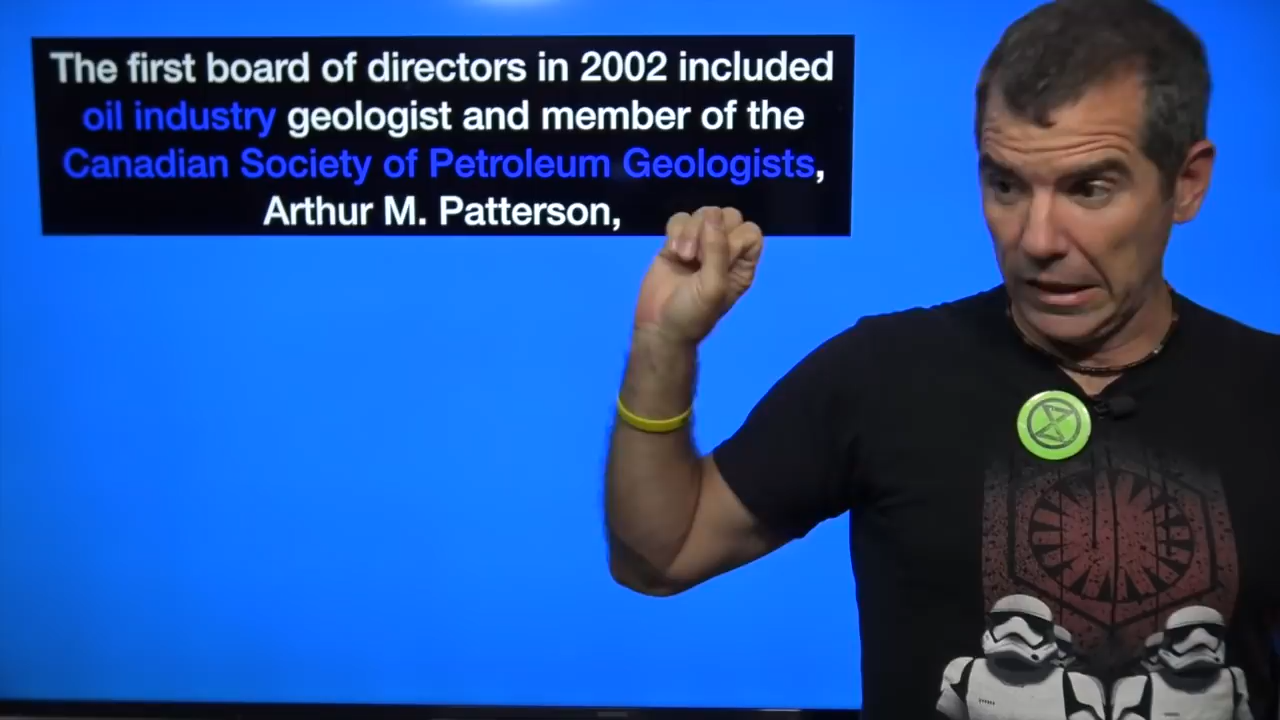 The first board of directors in 2002 included
oil industry geologist and member of the
Canadian Society of Petroleum Geologists,
Arthur M. Patterson,